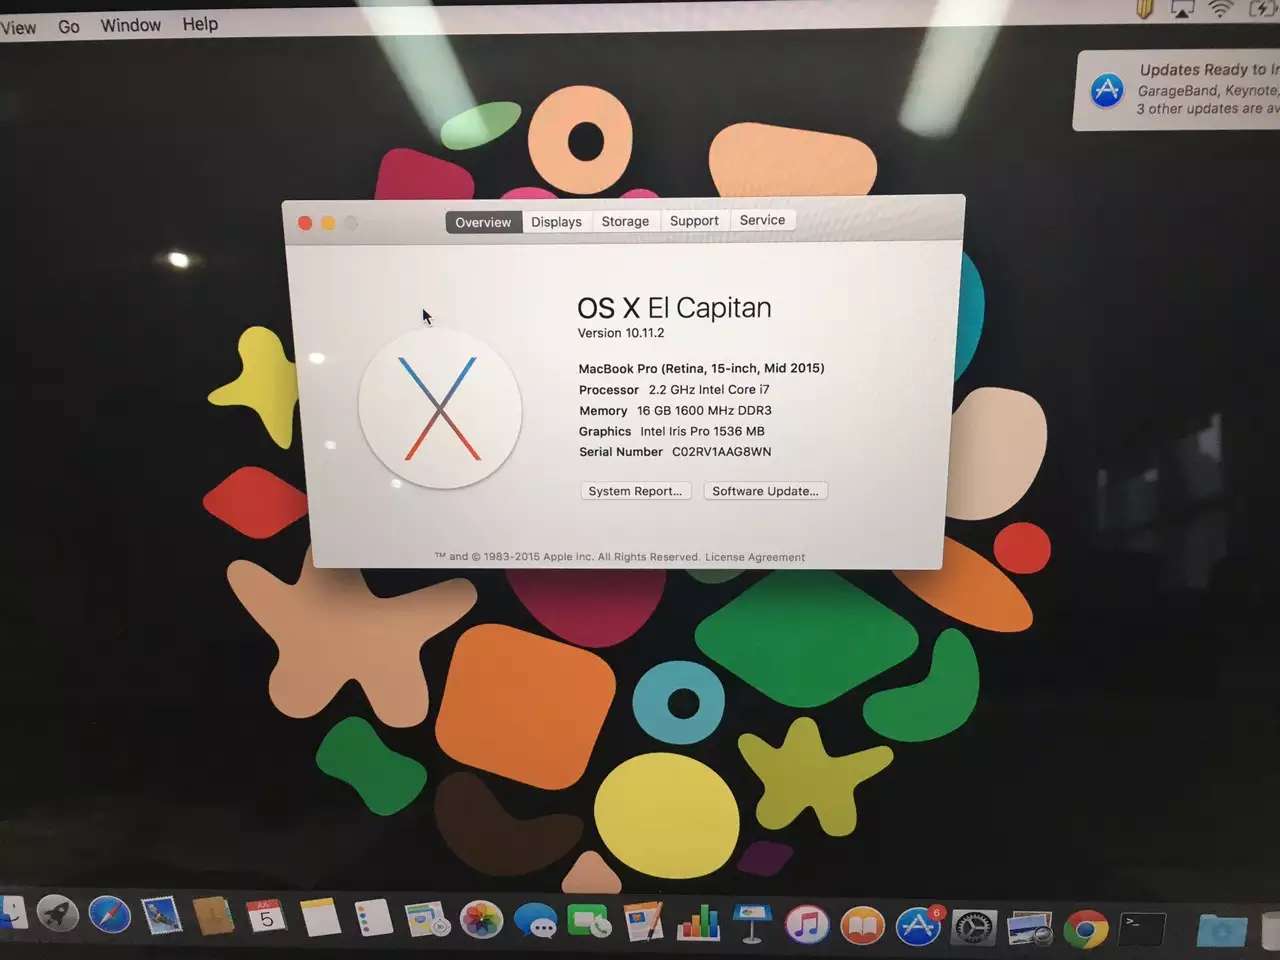 View Go Window Help
Updates Ready to
GarageBand, Keynote,
3 other updates are
Overview Displays Storage Support Service
OS X El Capitan
Version 10.11.2
MacBook Pro (Retina, 15-inch, Mid 2015)
Processor 2.2 GHz Intel Core i7
Memory 16 GB 1600 MHz DDR3
Graphics Intel Iris Pro 1536 MB
Serial Number C02RV1AAG8WN
System Report... Software Update...
™ and © 1983-2015 Apple Inc. All Rights Reserved. License Agreement
5
6